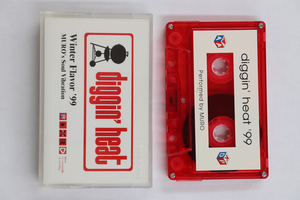 diggin' heat
Winter Flavor '99
MURO's Soul Vibration
diggin' heat '99
Performed by MURO